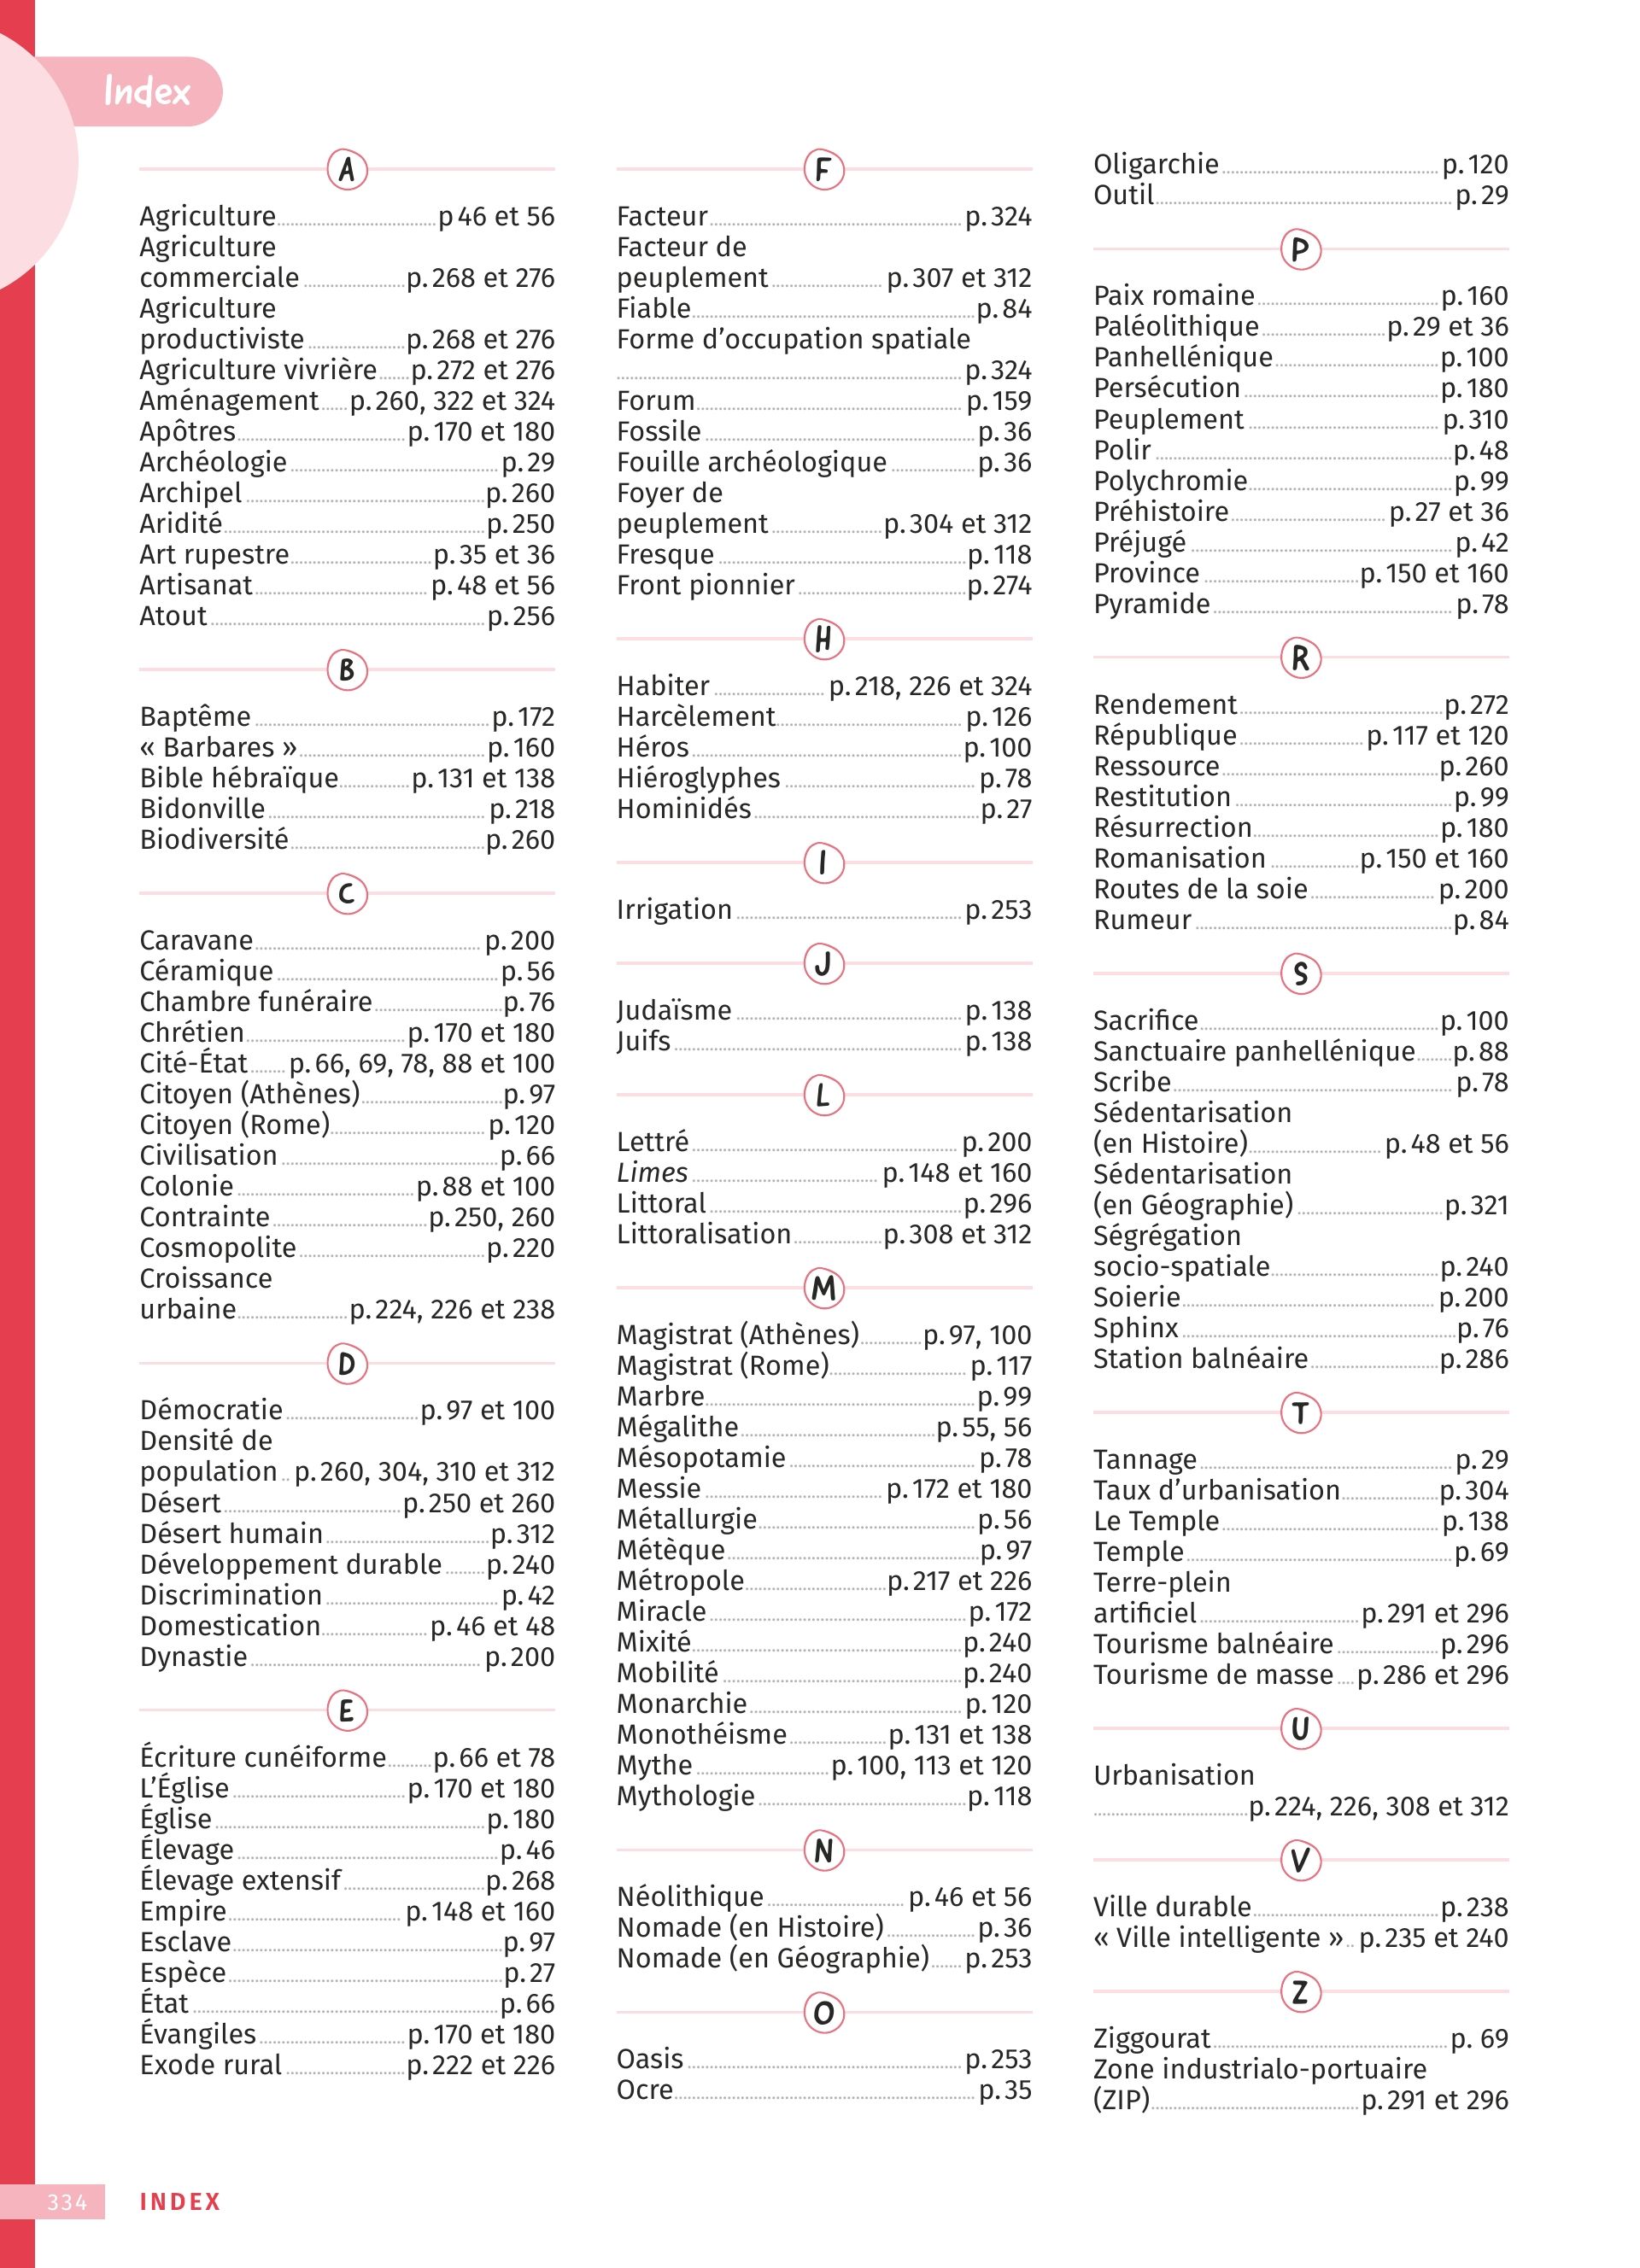 Index
A
Agriculture p 46 et 56
Agriculture
commerciale p. 268 et 276
Agriculture
productiviste p. 268 et 276
Agriculture vivrière p. 272 et 276
Aménagement p. 260, 322 et 324
Apôtres p. 170 et 180
Archéologie p. 29
Archipel p. 260
Aridité p. 250
Art rupestre p. 35 et 36
Artisanat p. 48 et 56
Atout p. 256
B
Baptême p. 172
« Barbares » p. 160
Bible hébraïque p. 131 et 138
Bidonville p. 218
Biodiversité p. 260
C
Caravane p. 200
Céramique p. 56
Chambre funéraire p. 76
Chrétien p. 170 et 180
Cité-État p. 66, 69, 78, 88 et 100
Citoyen (Athènes) p. 97
Citoyen (Rome) p. 120
Civilisation p. 66
Colonie p. 88 et 100
Contrainte p. 250, 260
Cosmopolite p. 220
Croissance
urbaine p. 224, 226 et 238
D
Démocratie p. 97 et 100
Densité de
population p. 260, 304, 310 et 312
Désert p. 250 et 260
Désert humain p. 312
Développement durable p. 240
Discrimination p. 42
Domestication p. 46 et 48
Dynastie p. 200
E
Écriture cunéiforme p. 66 et 78
L’Église p. 170 et 180
Église p. 180
Élevage p. 46
Élevage extensif p. 268
Empire p. 148 et 160
Esclave p. 97
Espèce p. 27
État p. 66
Évangiles p. 170 et 180
Exode rural p. 222 et 226
F
Facteur p. 324
Facteur de
peuplement p. 307 et 312
Fiable p. 84
Forme d’occupation spatiale
p. 324
Forum p. 159
Fossile p. 36
Fouille archéologique p. 36
Foyer de
peuplement p. 304 et 312
Fresque p. 118
Front pionnier p. 274
H
Habiter p. 218, 226 et 324
Harcèlement p. 126
Héros p. 100
Hiéroglyphes p. 78
Hominidés p. 27
I
Irrigation p. 253
J
Judaïsme p. 138
Juifs p. 138
L
Lettré p. 200
Limes p. 148 et 160
Littoral p. 296
Littoralisation p. 308 et 312
M
Magistrat (Athènes) p. 97, 100
Magistrat (Rome) p. 117
Marbre p. 99
Mégalithe p. 55, 56
Mésopotamie p. 78
Messie p. 172 et 180
Métallurgie p. 56
Métèque p. 97
Métropole p. 217 et 226
Miracle p. 172
Mixité p. 240
Mobilité p. 240
Monarchie p. 120
Monothéisme p. 131 et 138
Mythe p. 100, 113 et 120
Mythologie p. 118
N
Néolithique p. 46 et 56
Nomade (en Histoire) p. 36
Nomade (en Géographie) p. 253
O
Oasis p. 253
Ocre p. 35
Oligarchie p. 120
Outil p. 29
P
Paix romaine p. 160
Paléolithique p. 29 et 36
Panhellénique p. 100
Persécution p. 180
Peuplement p. 310
Polir p. 48
Polychromie p. 99
Préhistoire p. 27 et 36
Préjugé p. 42
Province p. 150 et 160
Pyramide p. 78
R
Rendement p. 272
République p. 117 et 120
Ressource p. 260
Restitution p. 99
Résurrection p. 180
Romanisation p. 150 et 160
Routes de la soie p. 200
Rumeur p. 84
S
Sacrifice p. 100
Sanctuaire panhellénique p. 88
Scribe p. 78
Sédentarisation
(en Histoire) p. 48 et 56
Sédentarisation
(en Géographie) p. 321
Ségrégation
socio-spatiale p. 240
Soierie p. 200
Sphinx p. 76
Station balnéaire p. 286
T
Tannage p. 29
Taux d’urbanisation p. 304
Le Temple p. 138
Temple p. 69
Terre-plein
artificiel p. 291 et 296
Tourisme balnéaire p. 296
Tourisme de masse p. 286 et 296
U
Urbanisation
p. 224, 226, 308 et 312
V
Ville durable p. 238
« Ville intelligente » p. 235 et 240
Z
Ziggourat p. 69
Zone industrialo-portuaire
(ZIP) p. 291 et 296
334 INDEX